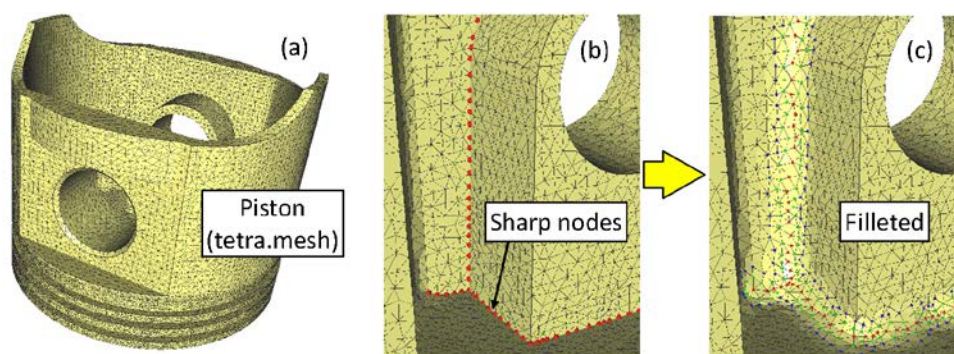 (a)
Piston
(tetra.mesh)
(b)
Sharp nodes
(c)
Filleted